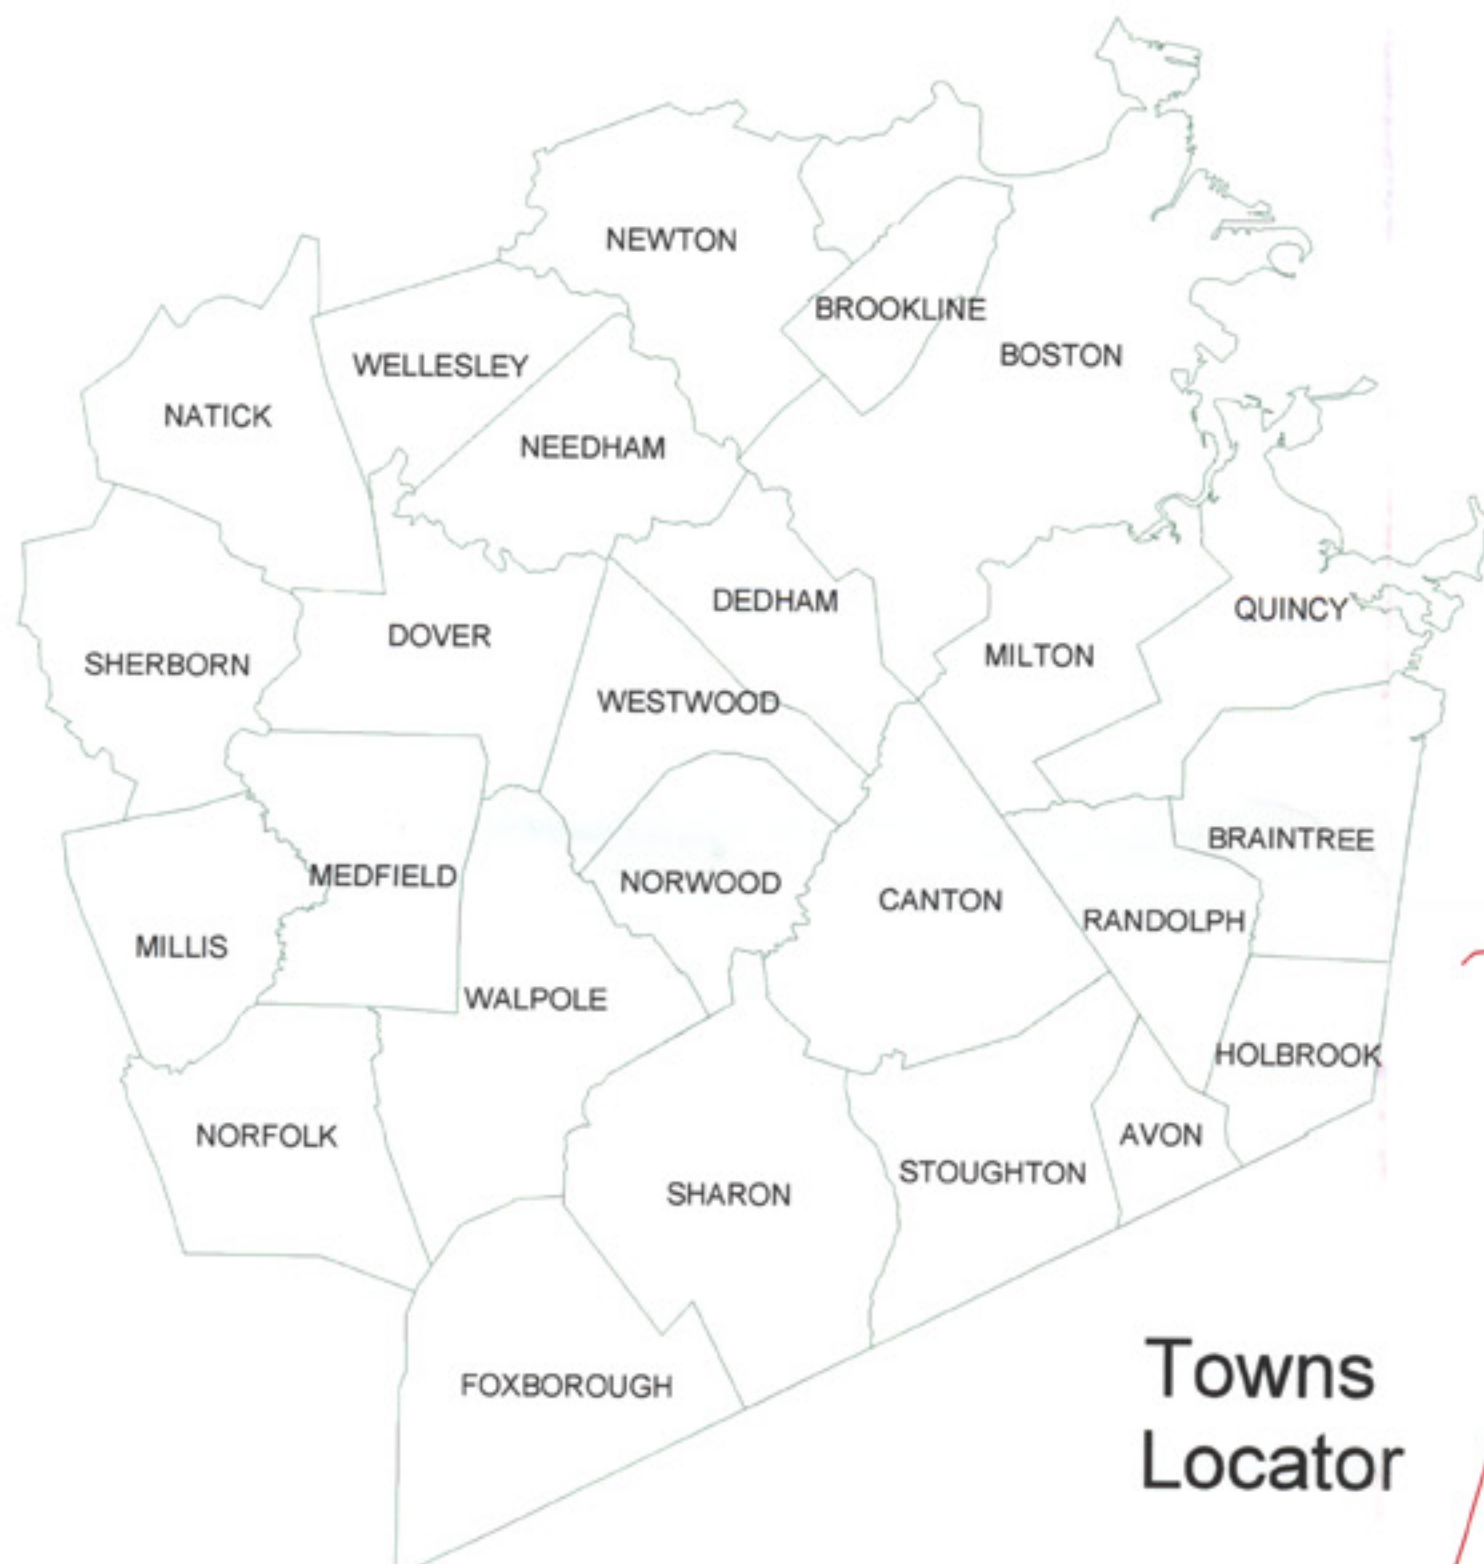 NEWTON
BROOKLINE
BOSTON
WELLESLEY
NATICK
NEEDHAM
DEDHAM
QUINCY
DOVER
MILTON
SHERBORN
WESTWOOD
BRAINTREE
MEDFIELD
NORWOOD
CANTON
RANDOLPH
MILLIS
WALPOLE
HOLBROOK
NORFOLK
AVON
STOUGHTON
SHARON
FOXBOROUGH
Towns
Locator